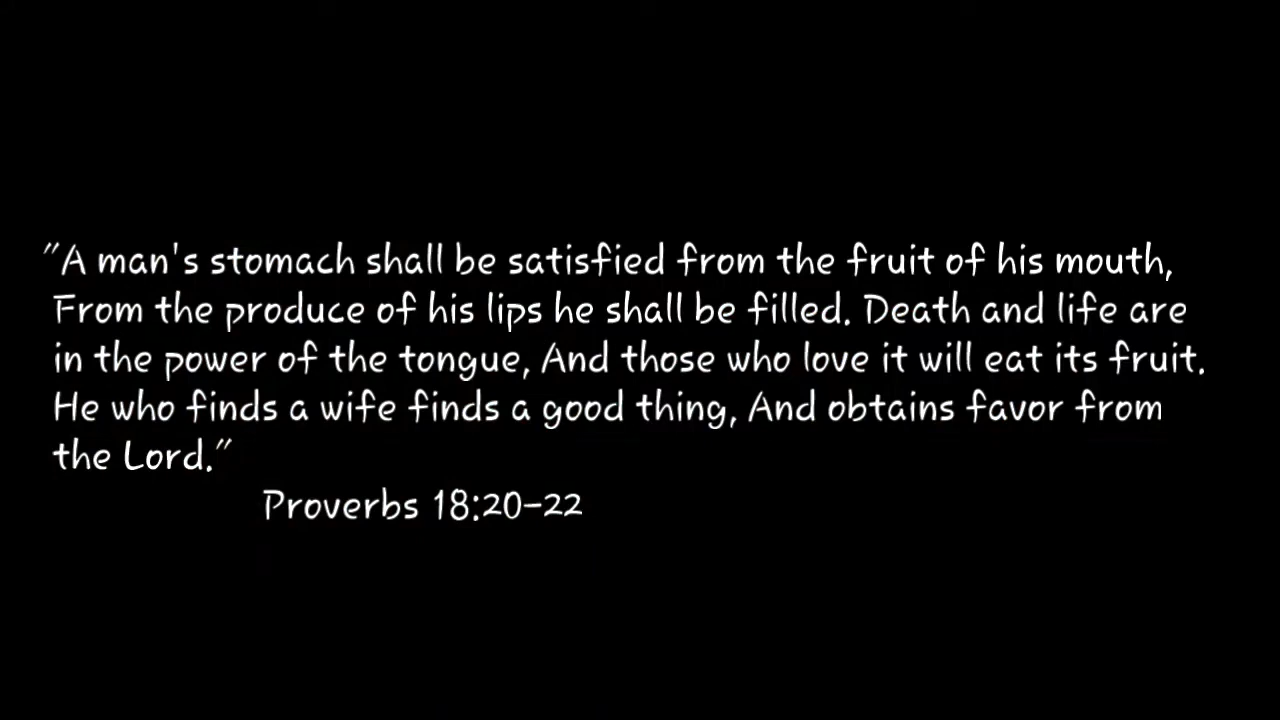 "A man's stomach shall be satisfied from the fruit of his mouth,
From the produce of his lips he shall be filled. Death and life are
in the power of the tongue, And those who love it will eat its fruit.
He who finds a wife finds a good thing, And obtains favor from
the Lord."
Proverbs 18:20-22